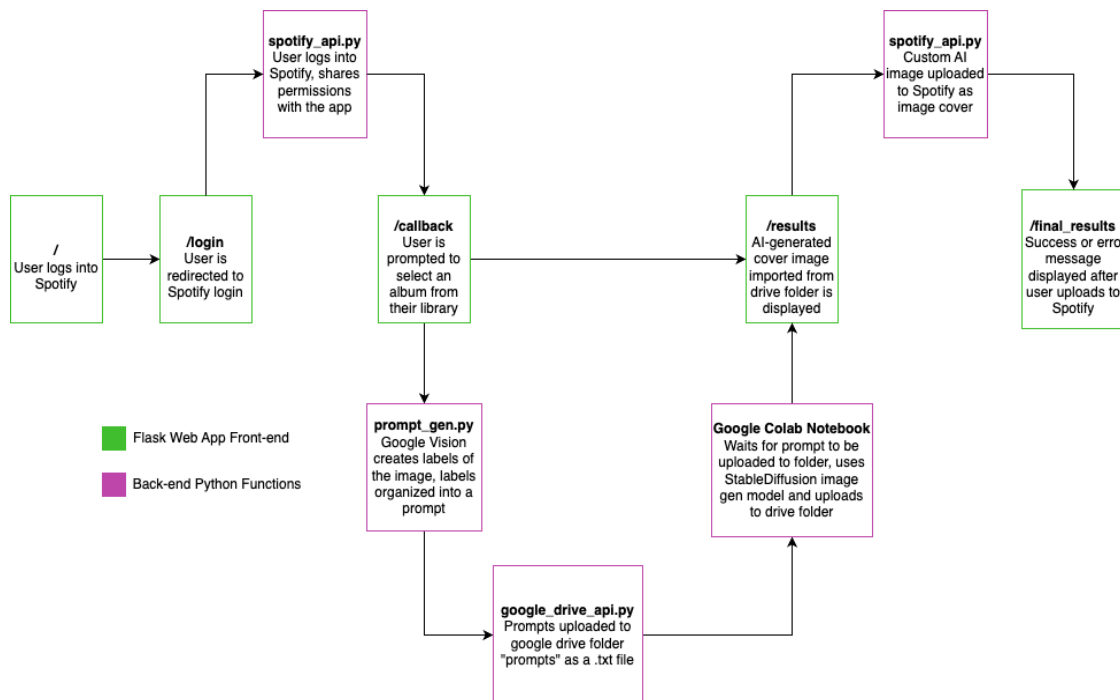 spotify_api.py
User logs into
Spotify, shares
permissions
with the app
spotify_api.py
Custom AI
image uploaded
to Spotify as
image cover
/
User logs into
Spotify
/login
User is
redirected to
Spotify login
/callback
User is
prompted to
select an
album from
their library
/results
AI-generated
cover image
imported from
drive folder is
displayed
/final_results
Success or error
message
displayed after
user uploads to
Spotify
Flask Web App Front-end
Back-end Python Functions
prompt_gen.py
Google Vision
creates labels of
the image, labels
organized into a
prompt
Google Colab Notebook
Waits for prompt to be
uploaded to folder, uses
StableDiffusion image
gen model and uploads
to drive folder
google_drive_api.py
Prompts uploaded to
google drive folder
"prompts" as a .txt file